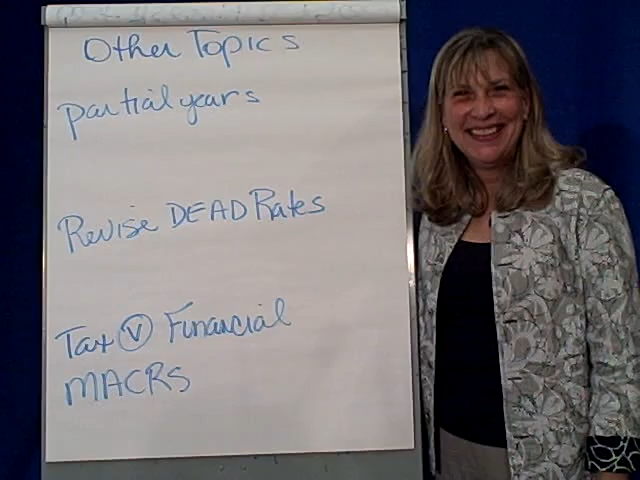 Other Topics
partial years
Revise DEAD Rates
Tax V Financial
MACRS